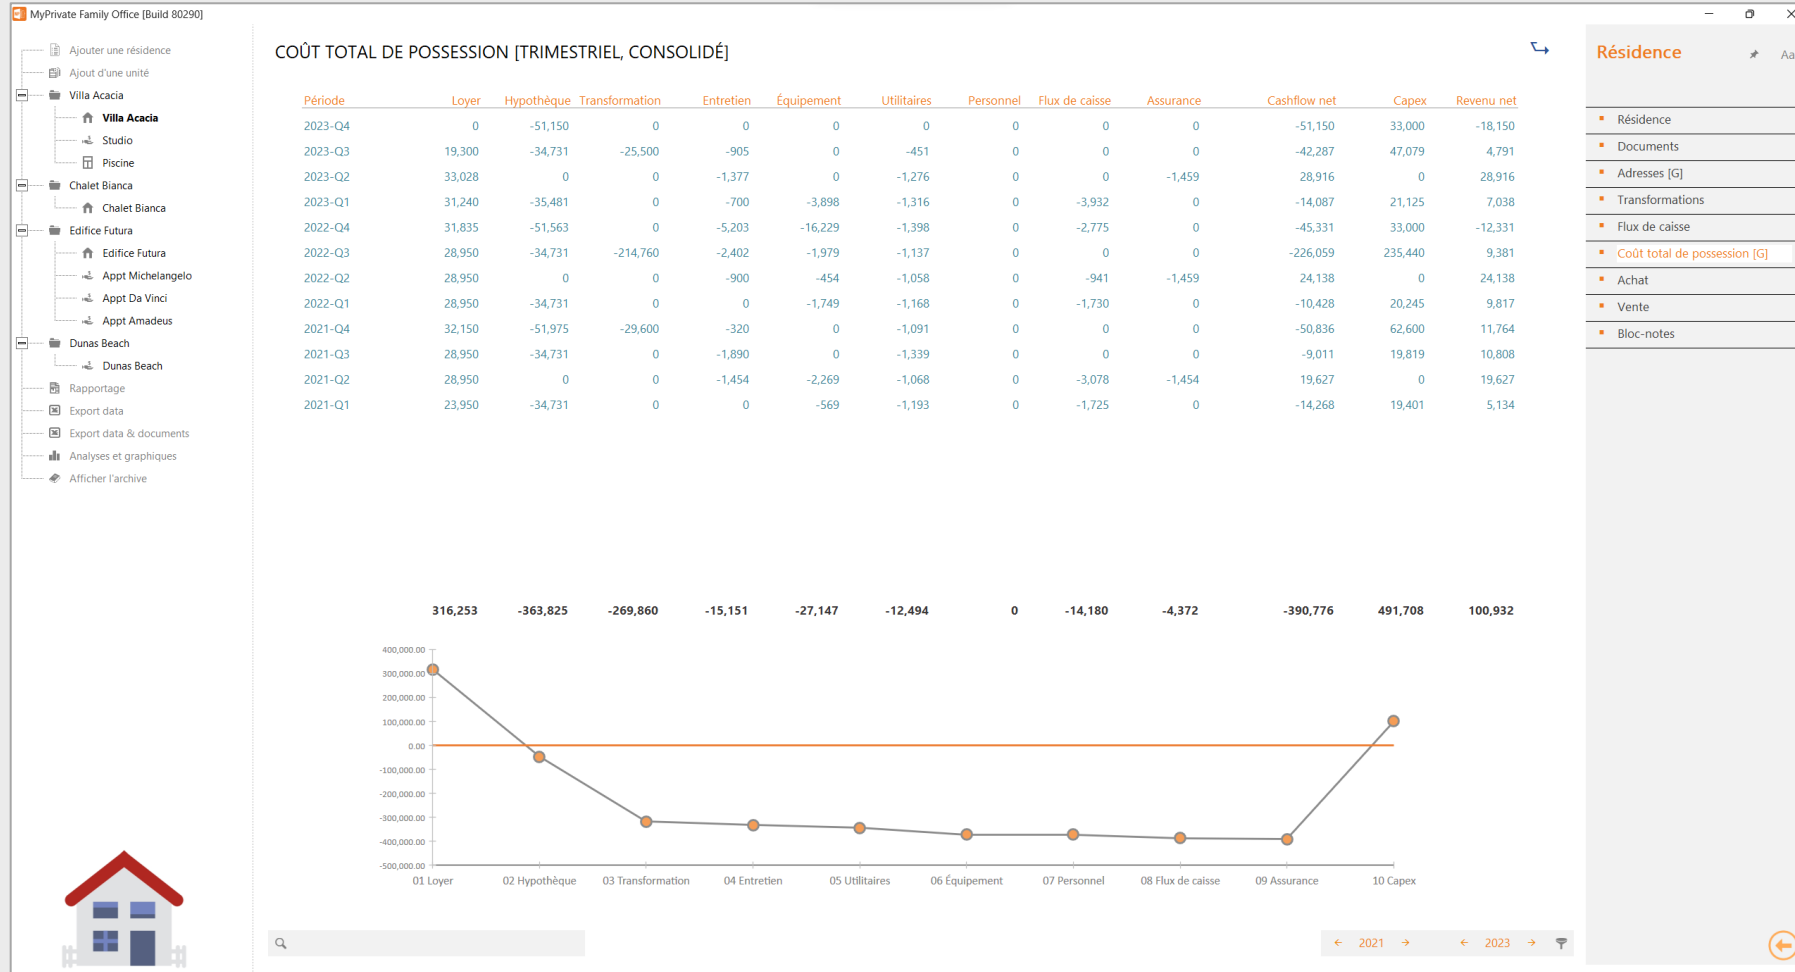 MyPrivate Family Office [Build 80290]
Ajouter une résidence
Ajout d'une unité
Villa Acacia
Villa Acacia
Studio
Piscine
Chalet Bianca
Chalet Bianca
Edifice Futura
Edifice Futura
Appt Michelangelo
Appt Da Vinci
Appt Amadeus
Dunas Beach
Dunas Beach
Rapportage
Export data
Export data & documents
Analyses et graphiques
Afficher l'archive
COÛT TOTAL DE POSSESSION [TRIMESTRIEL, CONSOLIDÉ]
Période Loyer Hypothèque Transformation Entretien Équipement Utilitaires Personnel Flux de caisse Assurance Cashflow net Capex Revenu net
2023-Q4 0 -51,150 0 0 0 0 0 0 0 -51,150 33,000 -18,150
2023-Q3 19,300 -34,731 -25,500 -905 0 -451 0 0 0 -42,287 47,079 4,791
2023-Q2 33,028 0 0 -1,377 0 -1,276 0 0 -1,459 28,916 0 28,916
2023-Q1 31,240 -35,481 0 -700 -3,898 -1,316 0 -3,932 0 -14,087 21,125 7,038
2022-Q4 31,835 -51,563 0 -5,203 -16,229 -1,398 0 -2,775 0 -45,331 33,000 -12,331
2022-Q3 28,950 -34,731 -214,760 -2,402 -1,979 -1,137 0 0 0 -226,059 235,440 9,381
2022-Q2 28,950 0 0 -900 -454 -1,058 0 -941 -1,459 24,138 0 24,138
2022-Q1 28,950 -34,731 0 0 -1,749 -1,168 0 -1,730 0 -10,428 20,245 9,817
2021-Q4 32,150 -51,975 -29,600 -320 0 -1,091 0 0 0 -50,836 62,600 11,764
2021-Q3 28,950 -34,731 0 -1,890 0 -1,339 0 0 0 -9,011 19,819 10,808
2021-Q2 28,950 0 0 -1,454 -2,269 -1,068 0 -3,078 -1,454 19,627 0 19,627
2021-Q1 23,950 -34,731 0 0 -569 -1,193 0 -1,725 0 -14,268 19,401 5,134
316,253 -363,825 -269,860 -15,151 -27,147 -12,494 0 -14,180 -4,372 -390,776 491,708 100,932
400,000.00
300,000.00
200,000.00
100,000.00
0.00
-100,000.00
-200,000.00
-300,000.00
-400,000.00
-500,000.00
01 Loyer 02 Hypothèque 03 Transformation 04 Entretien 05 Utilitaires 06 Équipement 07 Personnel 08 Flux de caisse 09 Assurance 10 Capex
2021 2023
Résidence Aa
Résidence
Documents
Adresses [G]
Transformations
Flux de caisse
Coût total de possession [G]
Achat
Vente
Bloc-notes